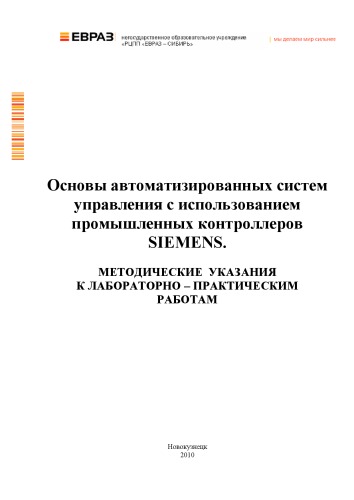 ЕВРАЗ
негосударственное образовательное учреждение
«РЦПП «ЕВРАЗ – СИБИРЬ»
мы делаем мир сильнее
Основы автоматизированных систем
управления с использованием
промышленных контроллеров
SIEMENS.
МЕТОДИЧЕСКИЕ УКАЗАНИЯ
К ЛАБОРАТОРНО – ПРАКТИЧЕСКИМ
РАБОТАМ
Новокузнецк
2010